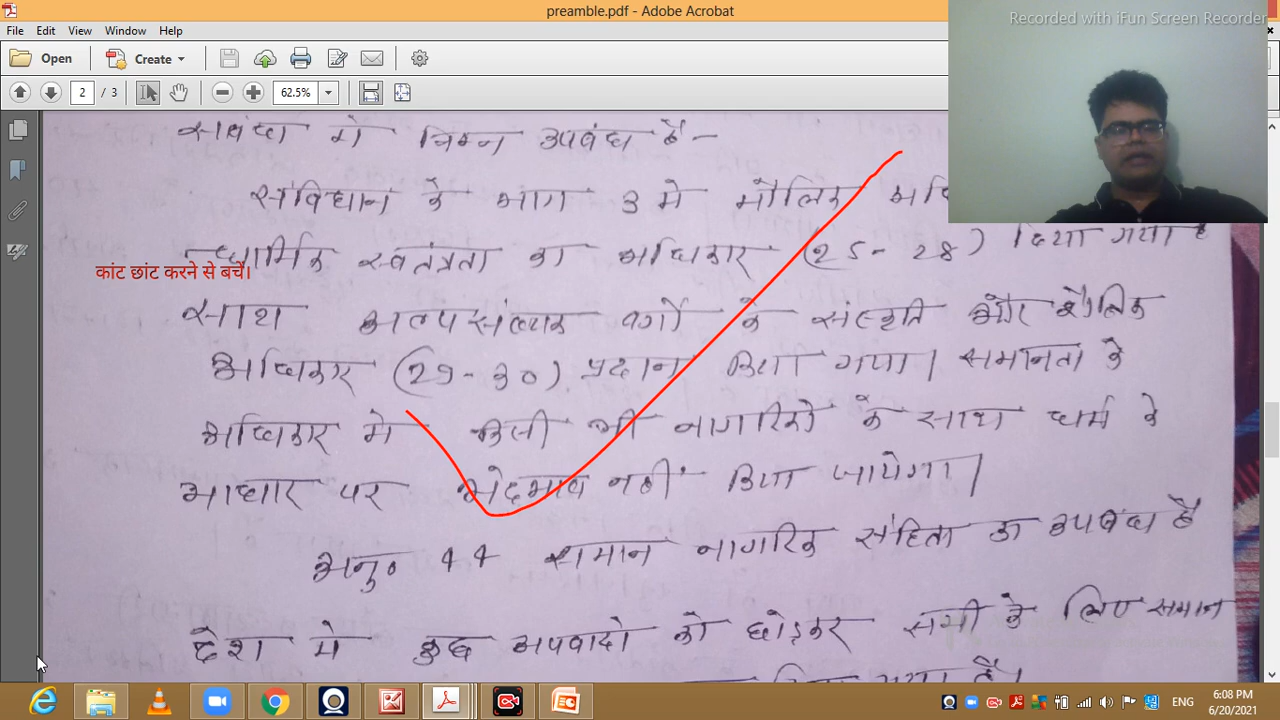 preamble.pdf - Adobe Acrobat
Recorded with iFun Screen Recorder
File Edit View Window Help
Open Create
2 / 3 62.5%
में निम्न उपबंध है-
संविधान के भाग 3 में मौलिक
धार्मिक स्वतंत्रता का अधिकार (25-28) दिया गया है
कांट छांट करने से बचें।
साथ अल्पसंख्यक वर्गों के संस्कृति और शैक्षिक
अधिकार (29-30) प्रदान किया गया। समानता के
अधिकार में किसी भी नागरिको के साथ धर्म के
आधार पर भेदभाव नहीं किया जायेगा।
अनु० 44 समान नागरिक संहिता का उपबंध है
देश में कुछ अपवादो को छोड़कर सभी के लिए समान
गया है।
ENG
6:08 PM
6/20/2021